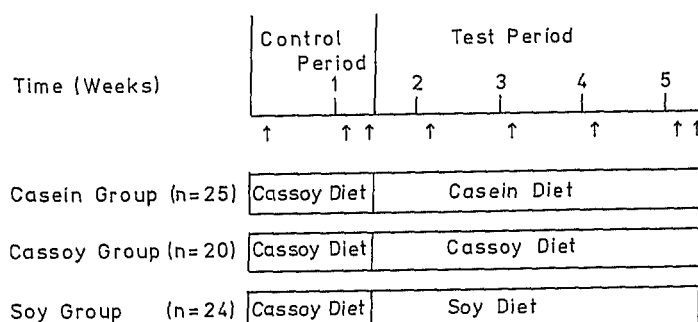 Control Period
Test Period
Time (Weeks)
1 2 3 4 5
↑ ↑ ↑ ↑ ↑ ↑ ↑ ↑
Casein Group (n=25) Cassoy Diet Casein Diet
Cassoy Group (n=20) Cassoy Diet Cassoy Diet
Soy Group (n=24) Cassoy Diet Soy Diet